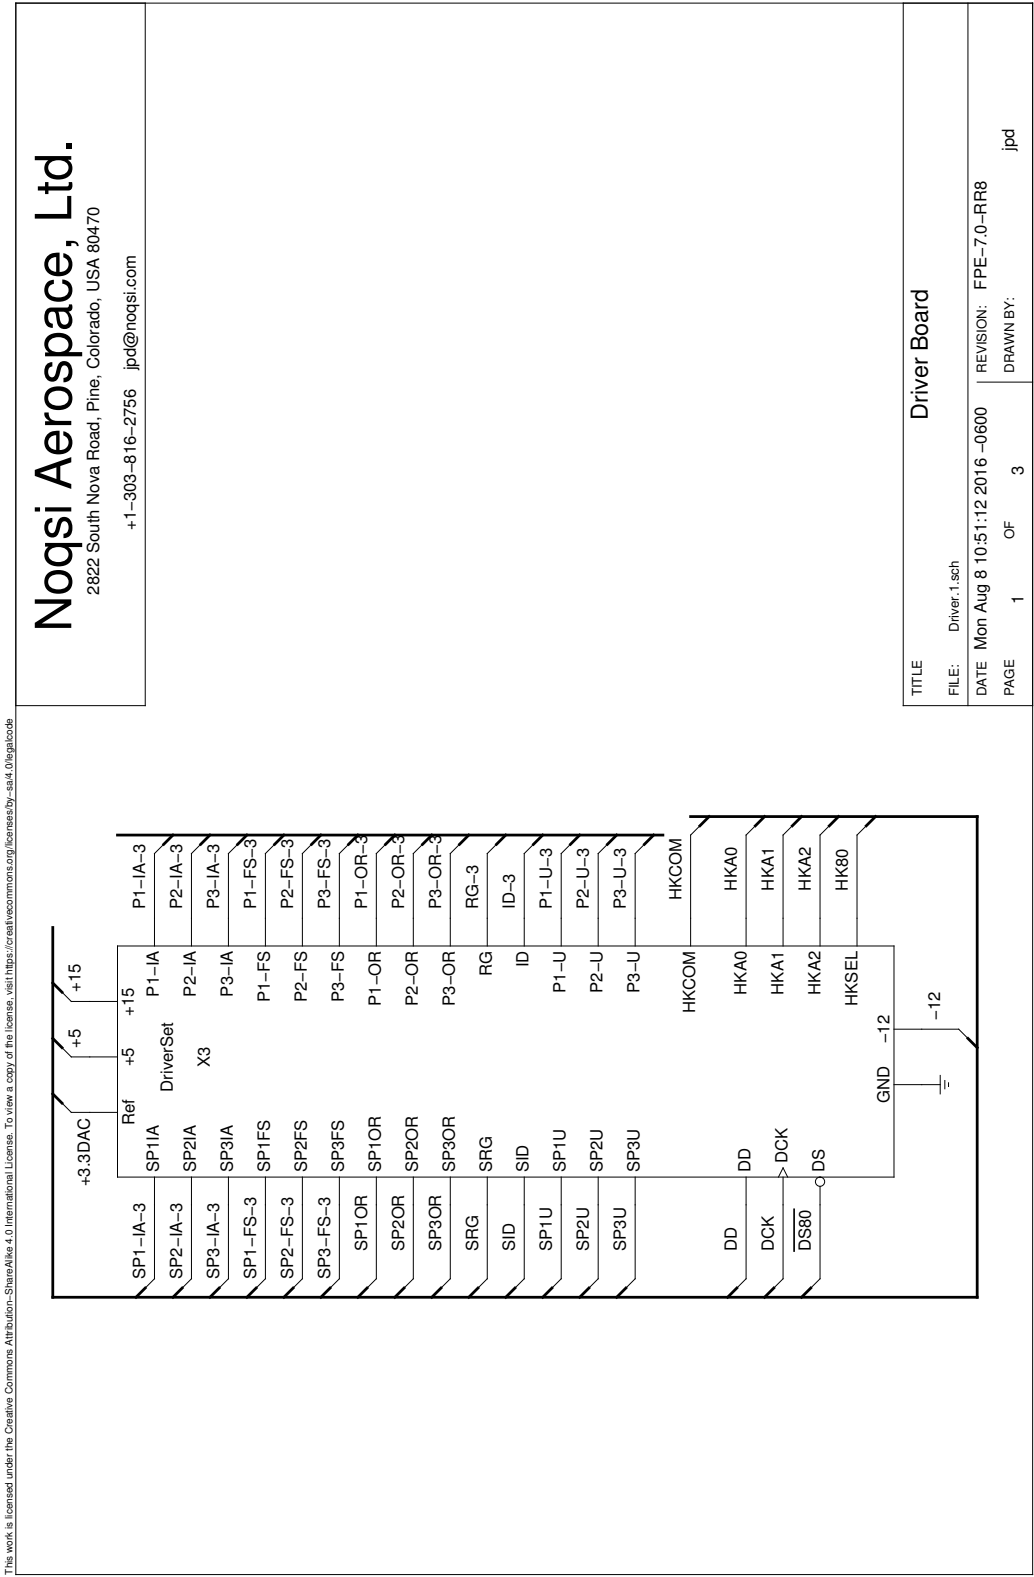 This work is licensed under the Creative Commons Attribution−ShareAlike 4.0 International License. To view a copy of the license, visit https://creativecommons.org/licenses/by−sa/4.0/legalcode
Noqsi Aerospace, Ltd.
2822 South Nova Road, Pine, Colorado, USA 80470
+1−303−816−2756 jpd@noqsi.com
+3.3DAC
+5
+15
Ref
+5
+15
DriverSet
X3
SP1−IA−3 SP1IA P1−IA P1−IA−3
SP2−IA−3 SP2IA P2−IA P2−IA−3
SP3−IA−3 SP3IA P3−IA P3−IA−3
SP1−FS−3 SP1FS P1−FS P1−FS−3
SP2−FS−3 SP2FS P2−FS P2−FS−3
SP3−FS−3 SP3FS P3−FS P3−FS−3
SP1OR SP1OR P1−OR P1−OR−3
SP2OR SP2OR P2−OR P2−OR−3
SP3OR SP3OR P3−OR P3−OR−3
SRG SRG RG RG−3
SID SID ID ID−3
SP1U SP1U P1−U P1−U−3
SP2U SP2U P2−U P2−U−3
SP3U SP3U P3−U P3−U−3
HKCOM HKCOM
DD DD HKA0 HKA0
DCK DCK HKA1 HKA1
DS80 DS HKA2 HKA2
HKSEL HK80
GND −12
−12
TITLE
Driver Board
FILE: Driver.1.sch
DATE Mon Aug 8 10:51:12 2016 −0600 REVISION: FPE−7.0−RR8
PAGE 1 OF 3 DRAWN BY: jpd